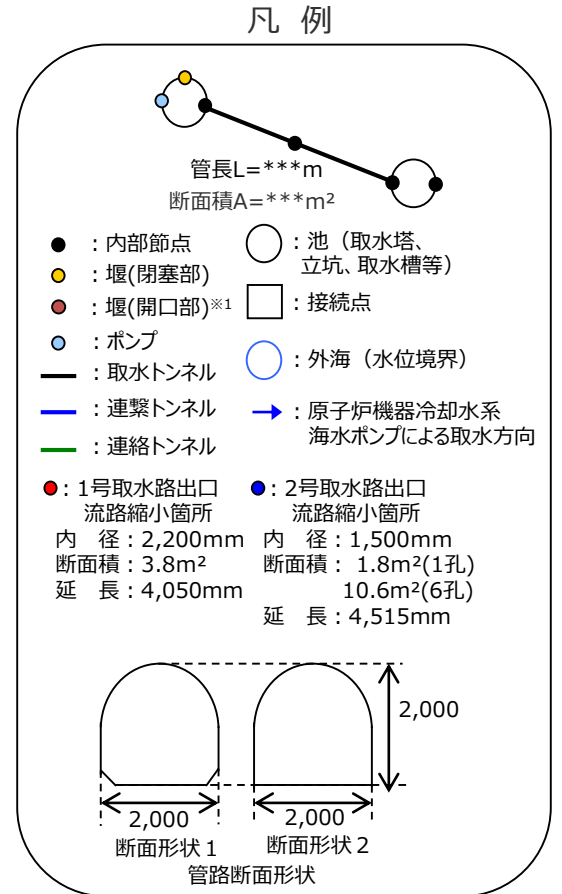 凡 例
管長L=***m
断面積A=***m²
：内部節点
：堰(閉塞部)
：堰(開口部)※1
：ポンプ
：取水トンネル
：連繋トンネル
：連絡トンネル
：池（取水塔、
立坑、取水槽等）
：接続点
：外海（水位境界）
：原子炉機器冷却水系
海水ポンプによる取水方向
：1号取水路出口
流路縮小箇所
内　径：2,200mm
断面積：3.8m²
延　長：4,050mm
：2号取水路出口
流路縮小箇所
内　径：1,500mm
断面積： 1.8m²(1孔)
10.6m²(6孔)
延　長：4,515mm
2,000
2,000
2,000
断面形状１
断面形状２
管路断面形状